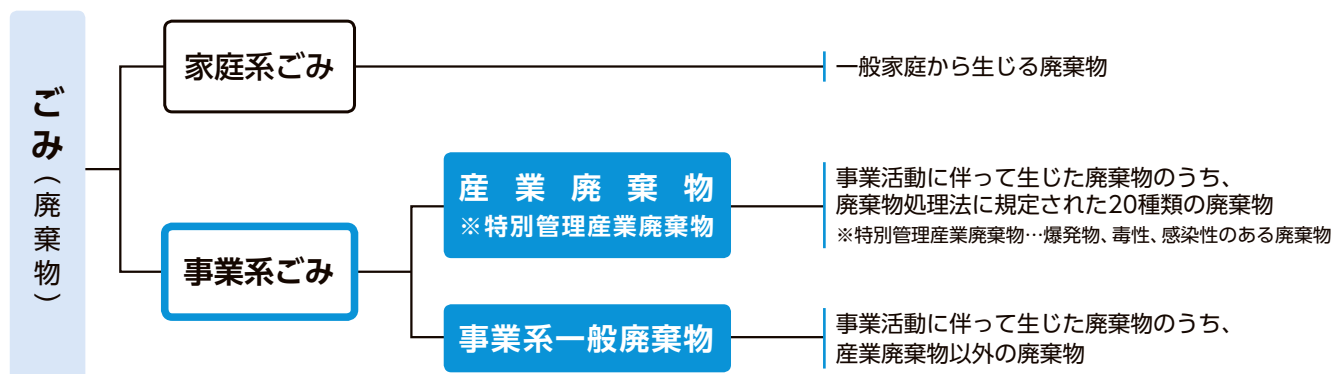 ごみ（廃棄物）
家庭系ごみ
一般家庭から生じる廃棄物
事業系ごみ
産業廃棄物
※特別管理産業廃棄物
事業活動に伴って生じた廃棄物のうち、
廃棄物処理法に規定された20種類の廃棄物
※特別管理産業廃棄物…爆発物、毒性、感染性のある廃棄物
事業系一般廃棄物
事業活動に伴って生じた廃棄物のうち、
産業廃棄物以外の廃棄物